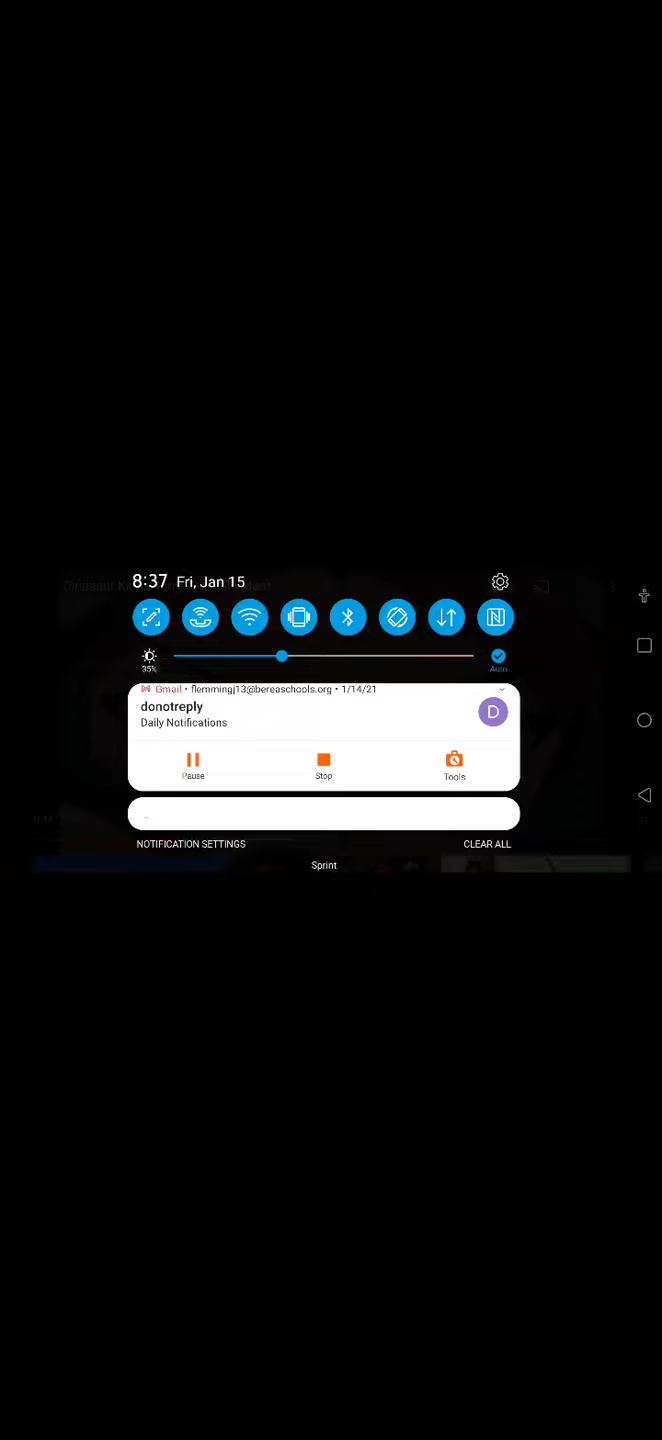 8:37 Fri, Jan 15
35%
Auto
Gmail • flemmingj13@bereaschools.org • 1/14/21
donotreply
D
Daily Notifications
Pause Stop Tools
NOTIFICATION SETTINGS CLEAR ALL
Sprint